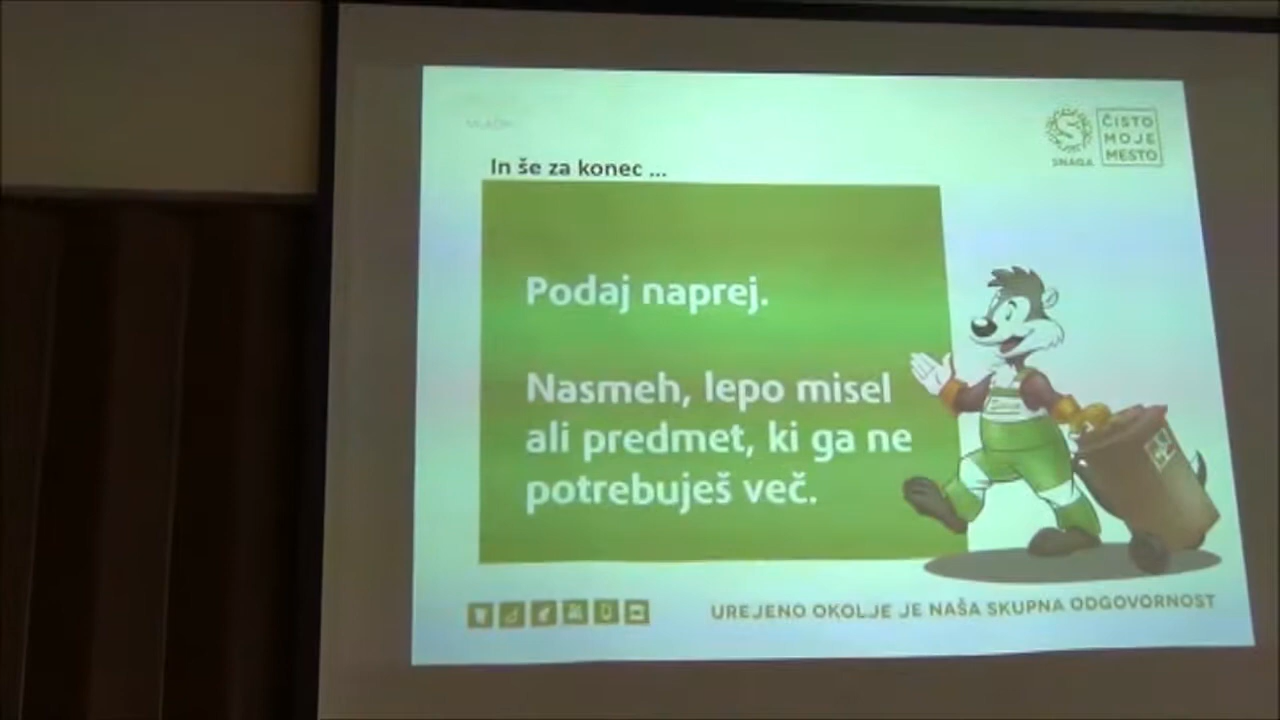 SNAGA
ČISTO
MOJE
MESTO
In še za konec ...
Podaj naprej.
Nasmeh, lepo misel
ali predmet, ki ga ne
potrebuješ več.
UREJENO OKOLJE JE NAŠA SKUPNA ODGOVORNOST